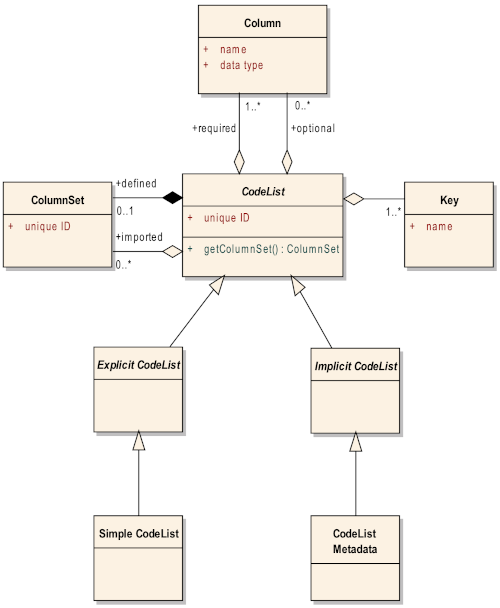 Column
+ name
+ data type
1..*
0..*
+required
+optional
ColumnSet
+ unique ID
+defined
0..1
+imported
0..*
CodeList
+ unique ID
+ getColumnSet() : ColumnSet
1..*
Key
+ name
Explicit CodeList
Implicit CodeList
Simple CodeList
CodeList
Metadata